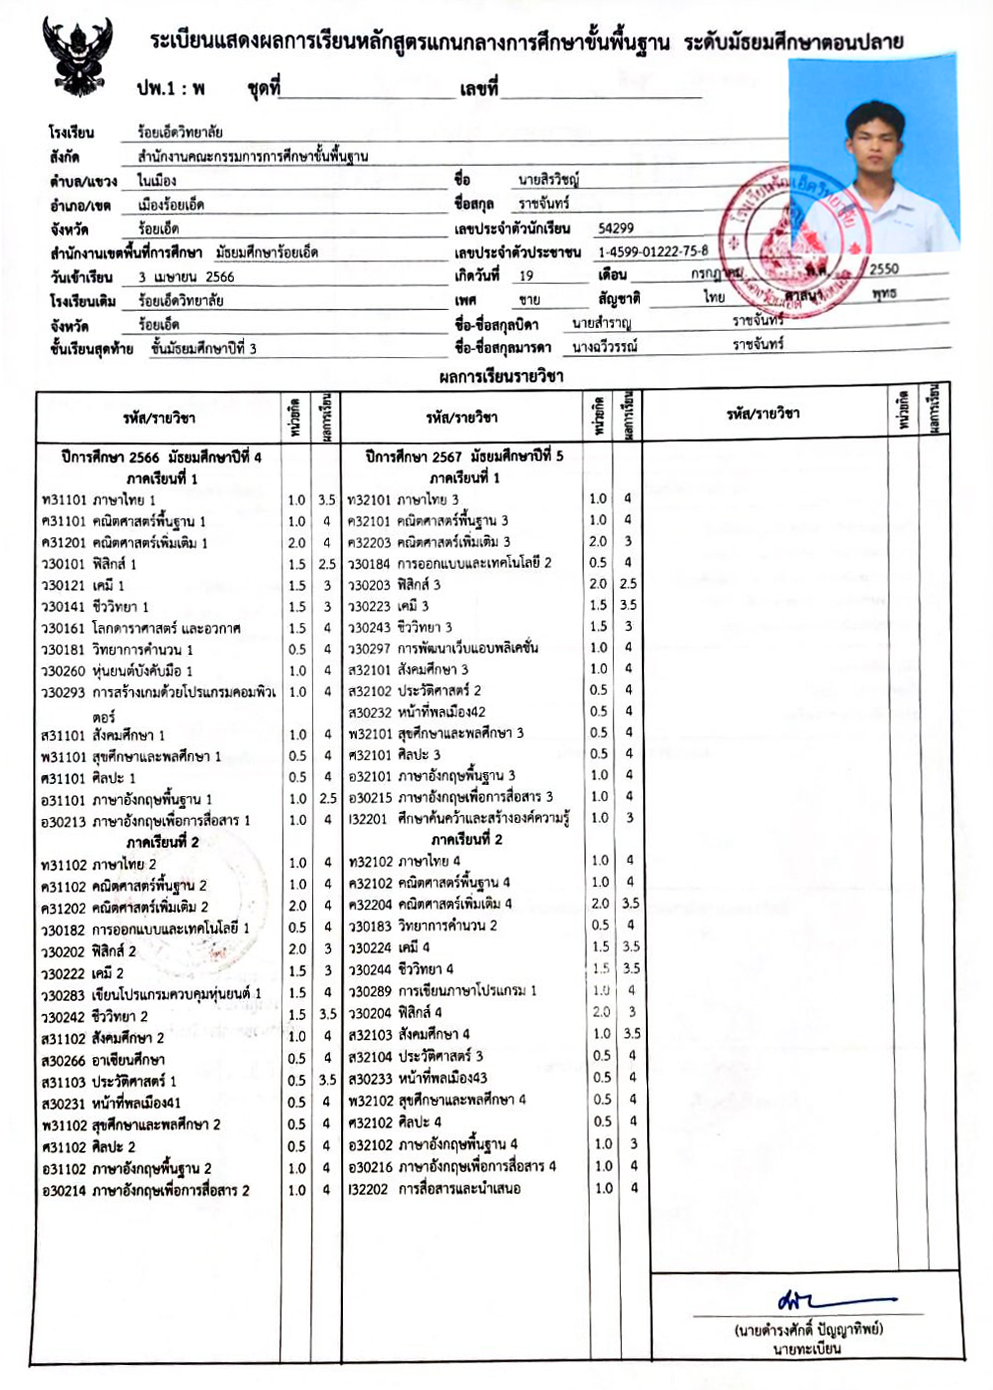 ระเบียนแสดงผลการเรียนหลักสูตรแกนกลางการศึกษาขั้นพื้นฐาน ระดับมัธยมศึกษาตอนปลาย
ปพ.1 : พ ชุดที่ เลขที่
โรงเรียน ร้อยเอ็ดวิทยาลัย
สังกัด สำนักงานคณะกรรมการการศึกษาขั้นพื้นฐาน
ตำบล/แขวง ในเมือง
อำเภอ/เขต เมืองร้อยเอ็ด
จังหวัด ร้อยเอ็ด
สำนักงานเขตพื้นที่การศึกษา มัธยมศึกษาร้อยเอ็ด
วันเข้าเรียน 3 เมษายน 2566
โรงเรียนเดิม ร้อยเอ็ดวิทยาลัย
จังหวัด ร้อยเอ็ด
ชั้นเรียนสุดท้าย ชั้นมัธยมศึกษาปีที่ 3
ชื่อ นายสิรวิชญ์
ชื่อสกุล ราชจันทร์
เลขประจำตัวนักเรียน 54299
เลขประจำตัวประชาชน 1-4599-01222-75-8
เกิดวันที่ 19 เดือน กรกฎาคม พ.ศ. 2550
เพศ ชาย สัญชาติ ไทย ศาสนา พุทธ
ชื่อ-ชื่อสกุลบิดา นายสำราญ ราชจันทร์
ชื่อ-ชื่อสกุลมารดา นางฉวีวรรณ์ ราชจันทร์
ผลการเรียนรายวิชา
รหัส/รายวิชา หน่วยกิต ผลการเรียน
ปีการศึกษา 2566 มัธยมศึกษาปีที่ 4
ภาคเรียนที่ 1
ท31101 ภาษาไทย 1 1.0 3.5
ค31101 คณิตศาสตร์พื้นฐาน 1 1.0 4
ค31201 คณิตศาสตร์เพิ่มเติม 1 2.0 4
ว30101 ฟิสิกส์ 1 1.5 2.5
ว30121 เคมี 1 1.5 3
ว30141 ชีววิทยา 1 1.5 3
ว30161 โลกดาราศาสตร์ และอวกาศ 1.5 4
ว30181 วิทยาการคำนวน 1 0.5 4
ว30260 หุ่นยนต์บังคับมือ 1 1.0 4
ว30293 การสร้างเกมด้วยโปรแกรมคอมพิวเ 1.0 4
ตอร์
ส31101 สังคมศึกษา 1 1.0 4
พ31101 สุขศึกษาและพลศึกษา 1 0.5 4
ศ31101 ศิลปะ 1 0.5 4
อ31101 ภาษาอังกฤษพื้นฐาน 1 1.0 2.5
อ30213 ภาษาอังกฤษเพื่อการสื่อสาร 1 1.0 4
ภาคเรียนที่ 2
ท31102 ภาษาไทย 2 1.0 4
ค31102 คณิตศาสตร์พื้นฐาน 2 1.0 4
ค31202 คณิตศาสตร์เพิ่มเติม 2 2.0 4
ว30182 การออกแบบและเทคโนโลยี 1 0.5 4
ว30202 ฟิสิกส์ 2 2.0 3
ว30222 เคมี 2 1.5 3
ว30283 เขียนโปรแกรมควบคุมหุ่นยนต์ 1 1.5 4
ว30242 ชีววิทยา 2 1.5 3.5
ส31102 สังคมศึกษา 2 1.0 4
ส30266 อาเซียนศึกษา 0.5 4
ส31103 ประวัติศาสตร์ 1 0.5 3.5
ส30231 หน้าที่พลเมือง41 0.5 4
พ31102 สุขศึกษาและพลศึกษา 2 0.5 4
ศ31102 ศิลปะ 2 0.5 4
อ31102 ภาษาอังกฤษพื้นฐาน 2 1.0 4
อ30214 ภาษาอังกฤษเพื่อการสื่อสาร 2 1.0 4
รหัส/รายวิชา หน่วยกิต ผลการเรียน
ปีการศึกษา 2567 มัธยมศึกษาปีที่ 5
ภาคเรียนที่ 1
ท32101 ภาษาไทย 3 1.0 4
ค32101 คณิตศาสตร์พื้นฐาน 3 1.0 4
ค32203 คณิตศาสตร์เพิ่มเติม 3 2.0 3
ว30184 การออกแบบและเทคโนโลยี 2 0.5 4
ว30203 ฟิสิกส์ 3 2.0 2.5
ว30223 เคมี 3 1.5 3.5
ว30243 ชีววิทยา 3 1.5 3
ว30297 การพัฒนาเว็บแอบพลิเคชั่น 1.0 4
ส32101 สังคมศึกษา 3 1.0 4
ส32102 ประวัติศาสตร์ 2 0.5 4
ส30232 หน้าที่พลเมือง42 0.5 4
พ32101 สุขศึกษาและพลศึกษา 3 0.5 4
ศ32101 ศิลปะ 3 0.5 4
อ32101 ภาษาอังกฤษพื้นฐาน 3 1.0 4
อ30215 ภาษาอังกฤษเพื่อการสื่อสาร 3 1.0 4
I32201 ศึกษาค้นคว้าและสร้างองค์ความรู้ 1.0 3
ภาคเรียนที่ 2
ท32102 ภาษาไทย 4 1.0 4
ค32102 คณิตศาสตร์พื้นฐาน 4 1.0 4
ค32204 คณิตศาสตร์เพิ่มเติม 4 2.0 3.5
ว30183 วิทยาการคำนวน 2 0.5 4
ว30224 เคมี 4 1.5 3.5
ว30244 ชีววิทยา 4 1.5 3.5
ว30289 การเขียนภาษาโปรแกรม 1 1.0 4
ว30204 ฟิสิกส์ 4 2.0 3
ส32103 สังคมศึกษา 4 1.0 3.5
ส32104 ประวัติศาสตร์ 3 0.5 4
ส30233 หน้าที่พลเมือง43 0.5 4
พ32102 สุขศึกษาและพลศึกษา 4 0.5 4
ศ32102 ศิลปะ 4 0.5 4
อ32102 ภาษาอังกฤษพื้นฐาน 4 1.0 3
อ30216 ภาษาอังกฤษเพื่อการสื่อสาร 4 1.0 4
I32202 การสื่อสารและนำเสนอ 1.0 4
รหัส/รายวิชา หน่วยกิต ผลการเรียน
(นายดำรงศักดิ์ ปัญญาทิพย์)
นายทะเบียน